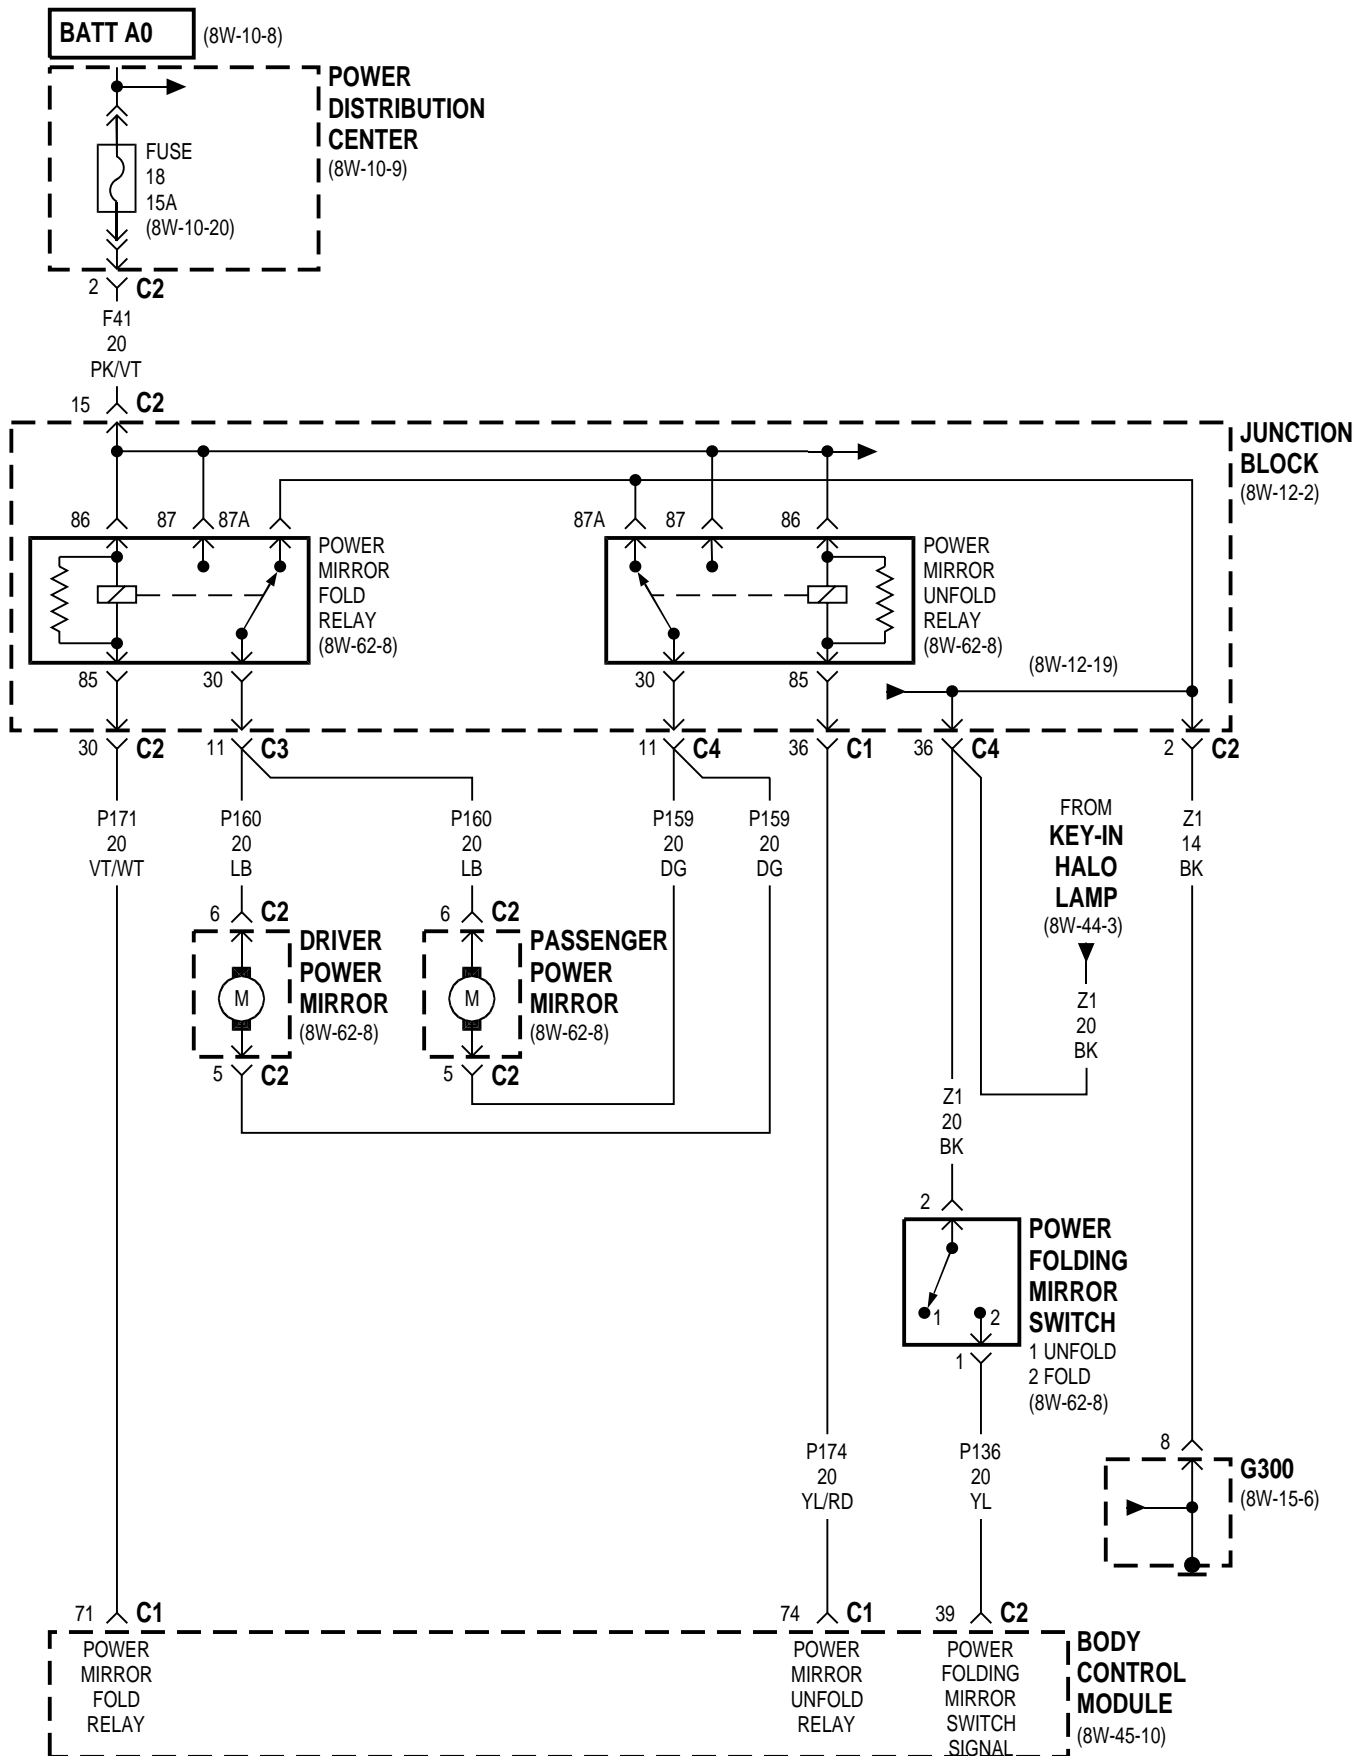 BATT A0 (8W-10-8)
POWER
DISTRIBUTION
CENTER
(8W-10-9)
FUSE
18
15A
(8W-10-20)
2 C2
F41
20
PK/VT
15 C2
JUNCTION
BLOCK
(8W-12-2)
86 87 87A
87A 87 86
POWER
MIRROR
FOLD
RELAY
(8W-62-8)
POWER
MIRROR
UNFOLD
RELAY
(8W-62-8)
(8W-12-19)
85 30
30 85
30 C2
11 C3
11 C4
36 C1
36 C4
2 C2
P171
20
VT/WT
P160
20
LB
P160
20
LB
P159
20
DG
P159
20
DG
FROM
KEY-IN
HALO
LAMP
(8W-44-3)
Z1
14
BK
6 C2
6 C2
DRIVER
POWER
MIRROR
(8W-62-8)
M
PASSENGER
POWER
MIRROR
(8W-62-8)
M
5 C2
5 C2
Z1
20
BK
Z1
20
BK
2
POWER
FOLDING
MIRROR
SWITCH
1 UNFOLD
2 FOLD
(8W-62-8)
1 2
1
P174
20
YL/RD
P136
20
YL
8
G300
(8W-15-6)
71 C1
74 C1
39 C2
POWER
MIRROR
FOLD
RELAY
POWER
MIRROR
UNFOLD
RELAY
POWER
FOLDING
MIRROR
SWITCH
SIGNAL
BODY
CONTROL
MODULE
(8W-45-10)